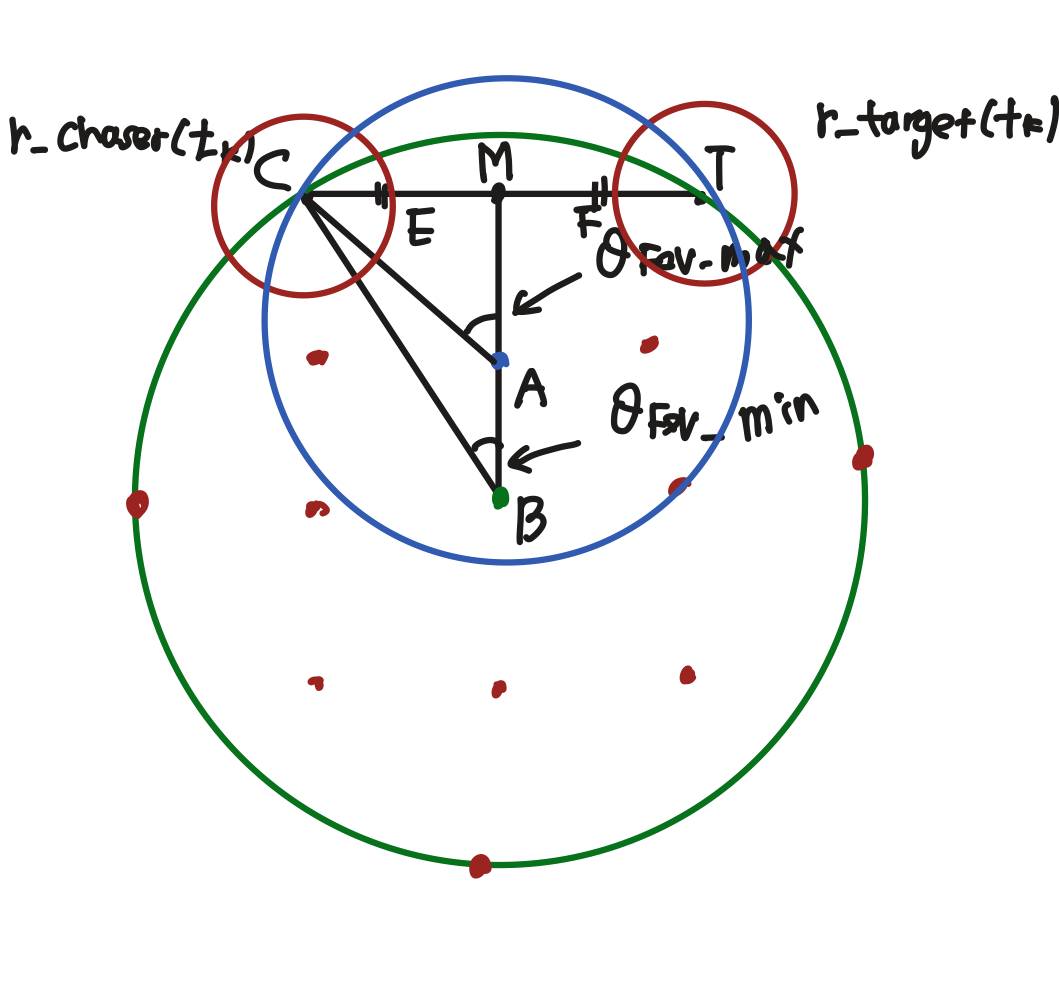 r_chaser(tk)
r_target(tk)
C
M
T
E
F
θFov_max
A
θFov_min
B